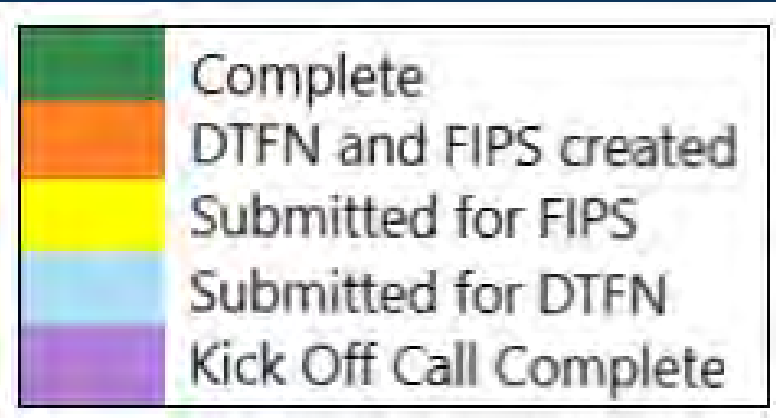 Complete
DTFN and FIPS created
Submitted for FIPS
Submitted for DTFN
Kick Off Call Complete